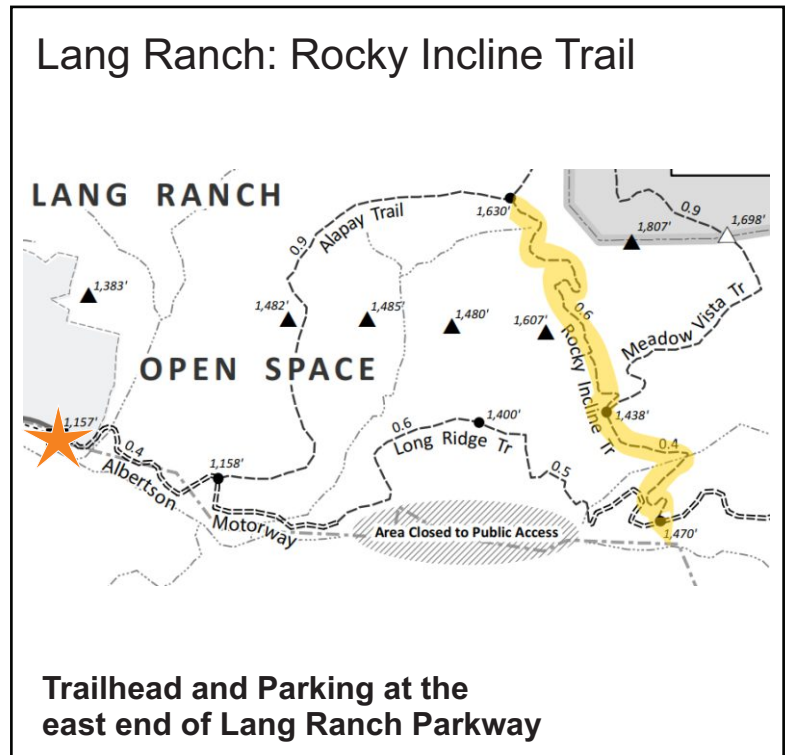 Lang Ranch: Rocky Incline Trail
LANG RANCH
1,630'
0.9
1,698'
1,807'
Alapay Trail
0.9
1,383'
1,482'
1,485'
1,480'
1,607'
0.6
Rocky Incline Tr
Meadow Vista Tr
OPEN SPACE
1,157'
0.4
Albertson
Motorway
1,158'
0.6
1,400'
Long Ridge Tr
0.5
1,438'
0.4
Area Closed to Public Access
1,470'
Trailhead and Parking at the
east end of Lang Ranch Parkway